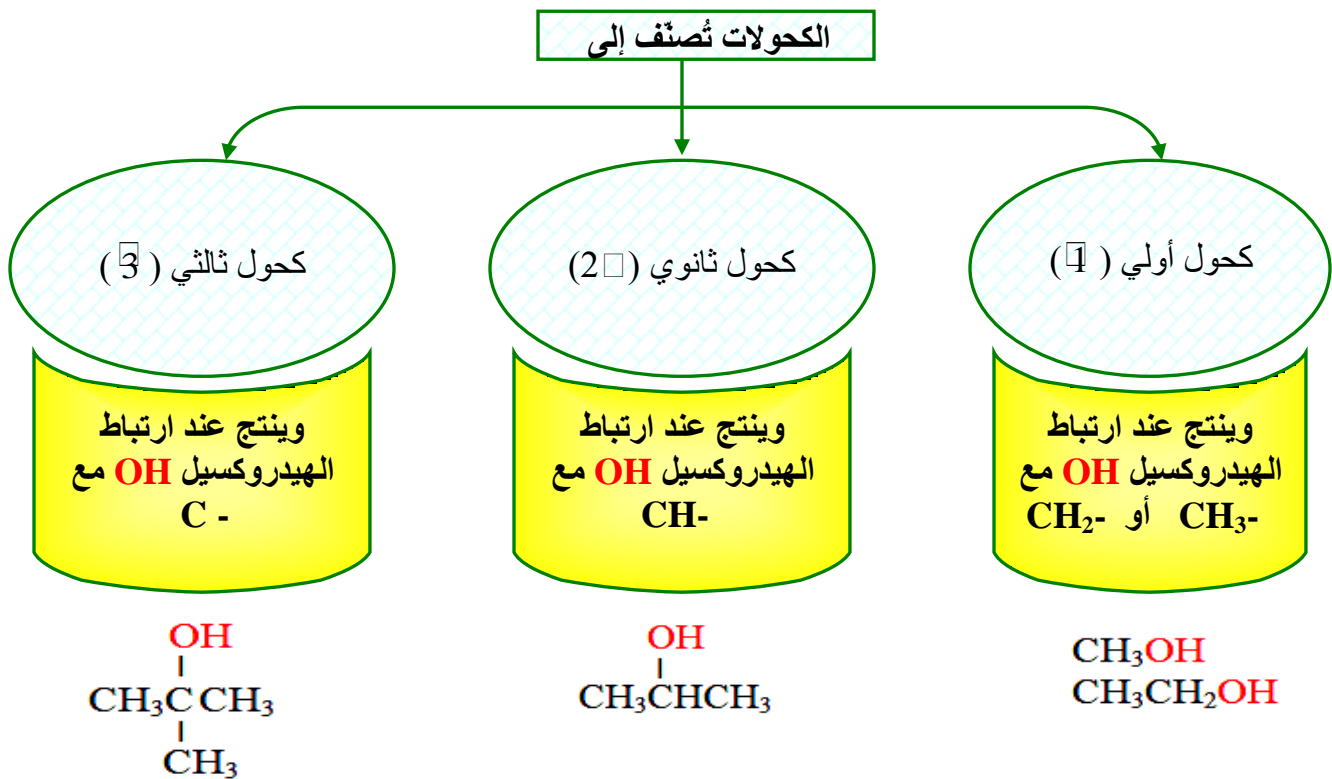 الكحولات تُصنّف إلى
كحول أولي (1)
وينتج عند ارتباط
الهيدروكسيل OH مع
CH₃- أو CH₂-
CH₃OH
CH₃CH₂OH
كحول ثانوي (2□)
وينتج عند ارتباط
الهيدروكسيل OH مع
CH-
OH
CH₃CHCH₃
كحول ثالثي (3)
وينتج عند ارتباط
الهيدروكسيل OH مع
C -
OH
CH₃C CH₃
CH₃